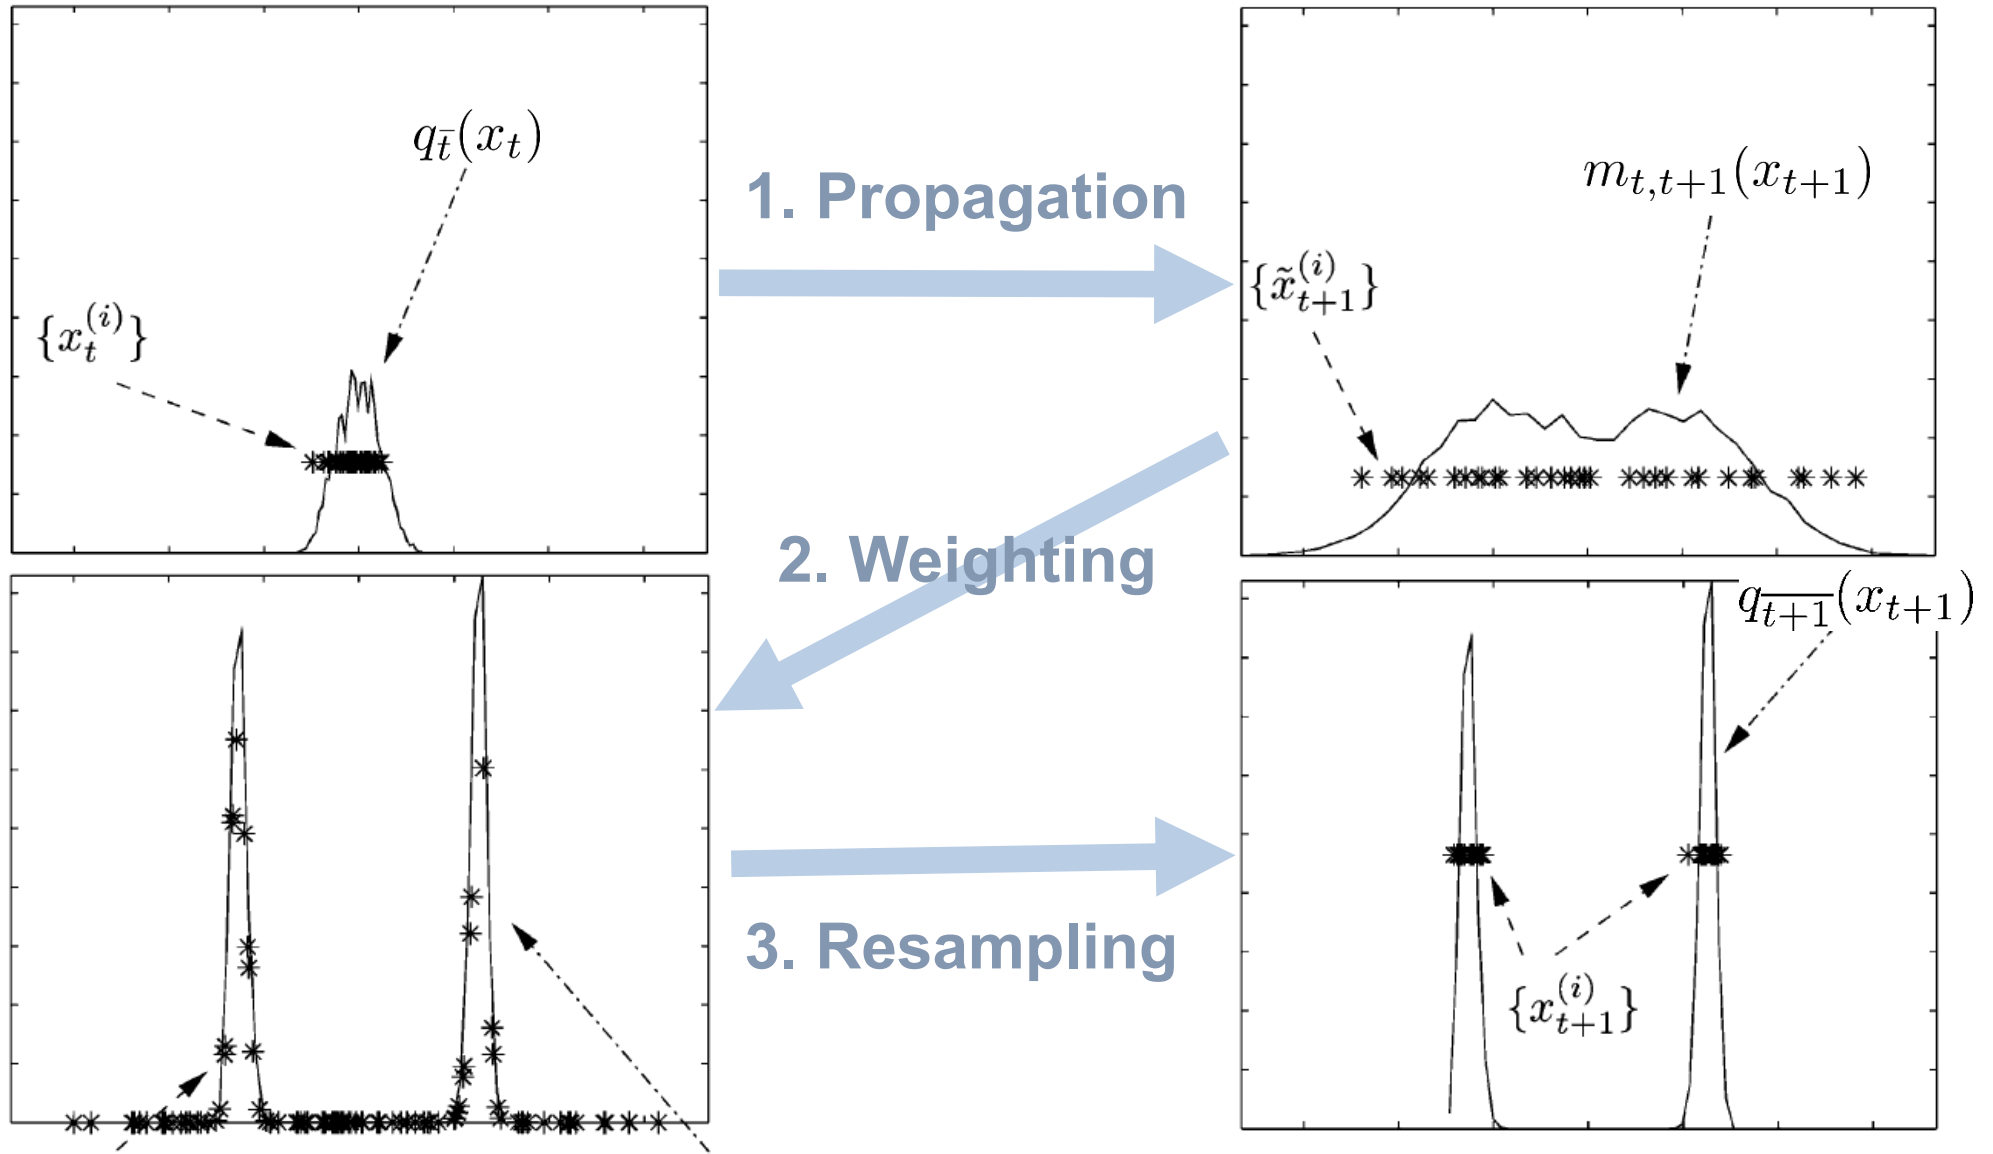 $q_{\bar{t}}(x_t)$
$\{x_t^{(i)}\}$
1. Propagation
$m_{t,t+1}(x_{t+1})$
$\{\tilde{x}_{t+1}^{(i)}\}$
2. Weighting
$q_{\overline{t+1}}(x_{t+1})$
3. Resampling
$\{x_{t+1}^{(i)}\}$